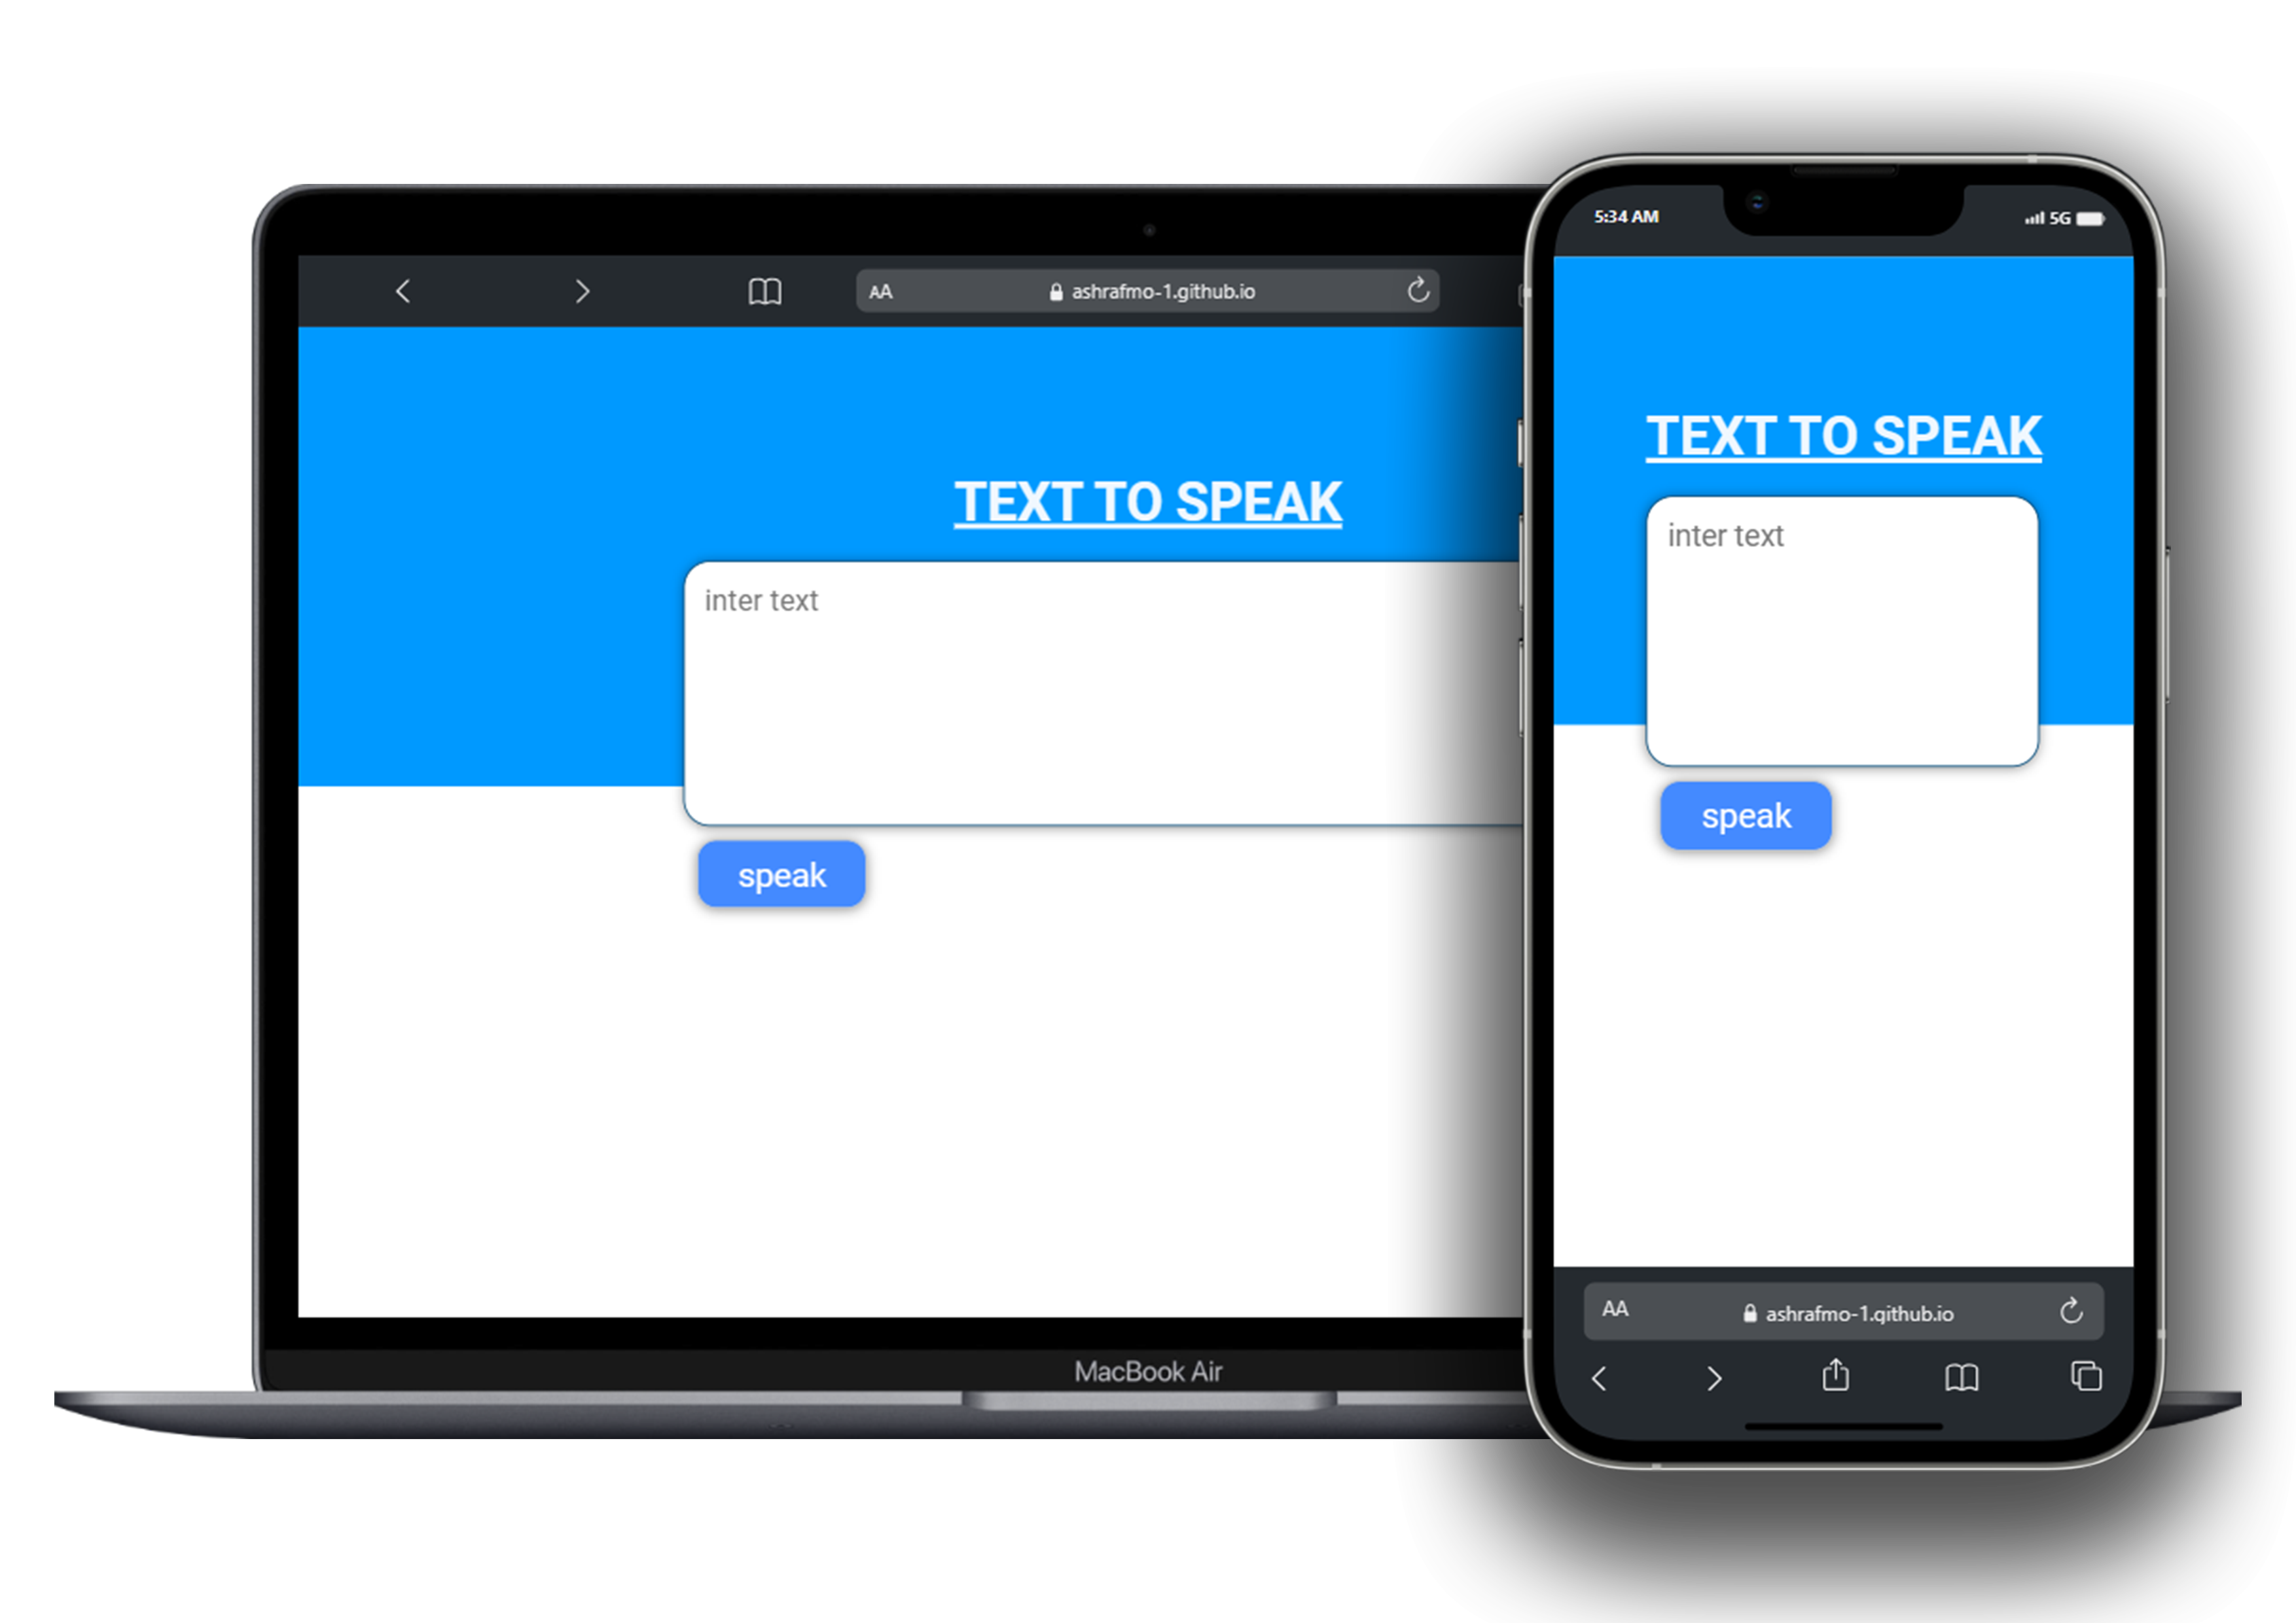 AA ashrafmo-1.github.io
TEXT TO SPEAK
inter text
speak
MacBook Air
5:34 AM 5G
TEXT TO SPEAK
inter text
speak
AA ashrafmo-1.github.io